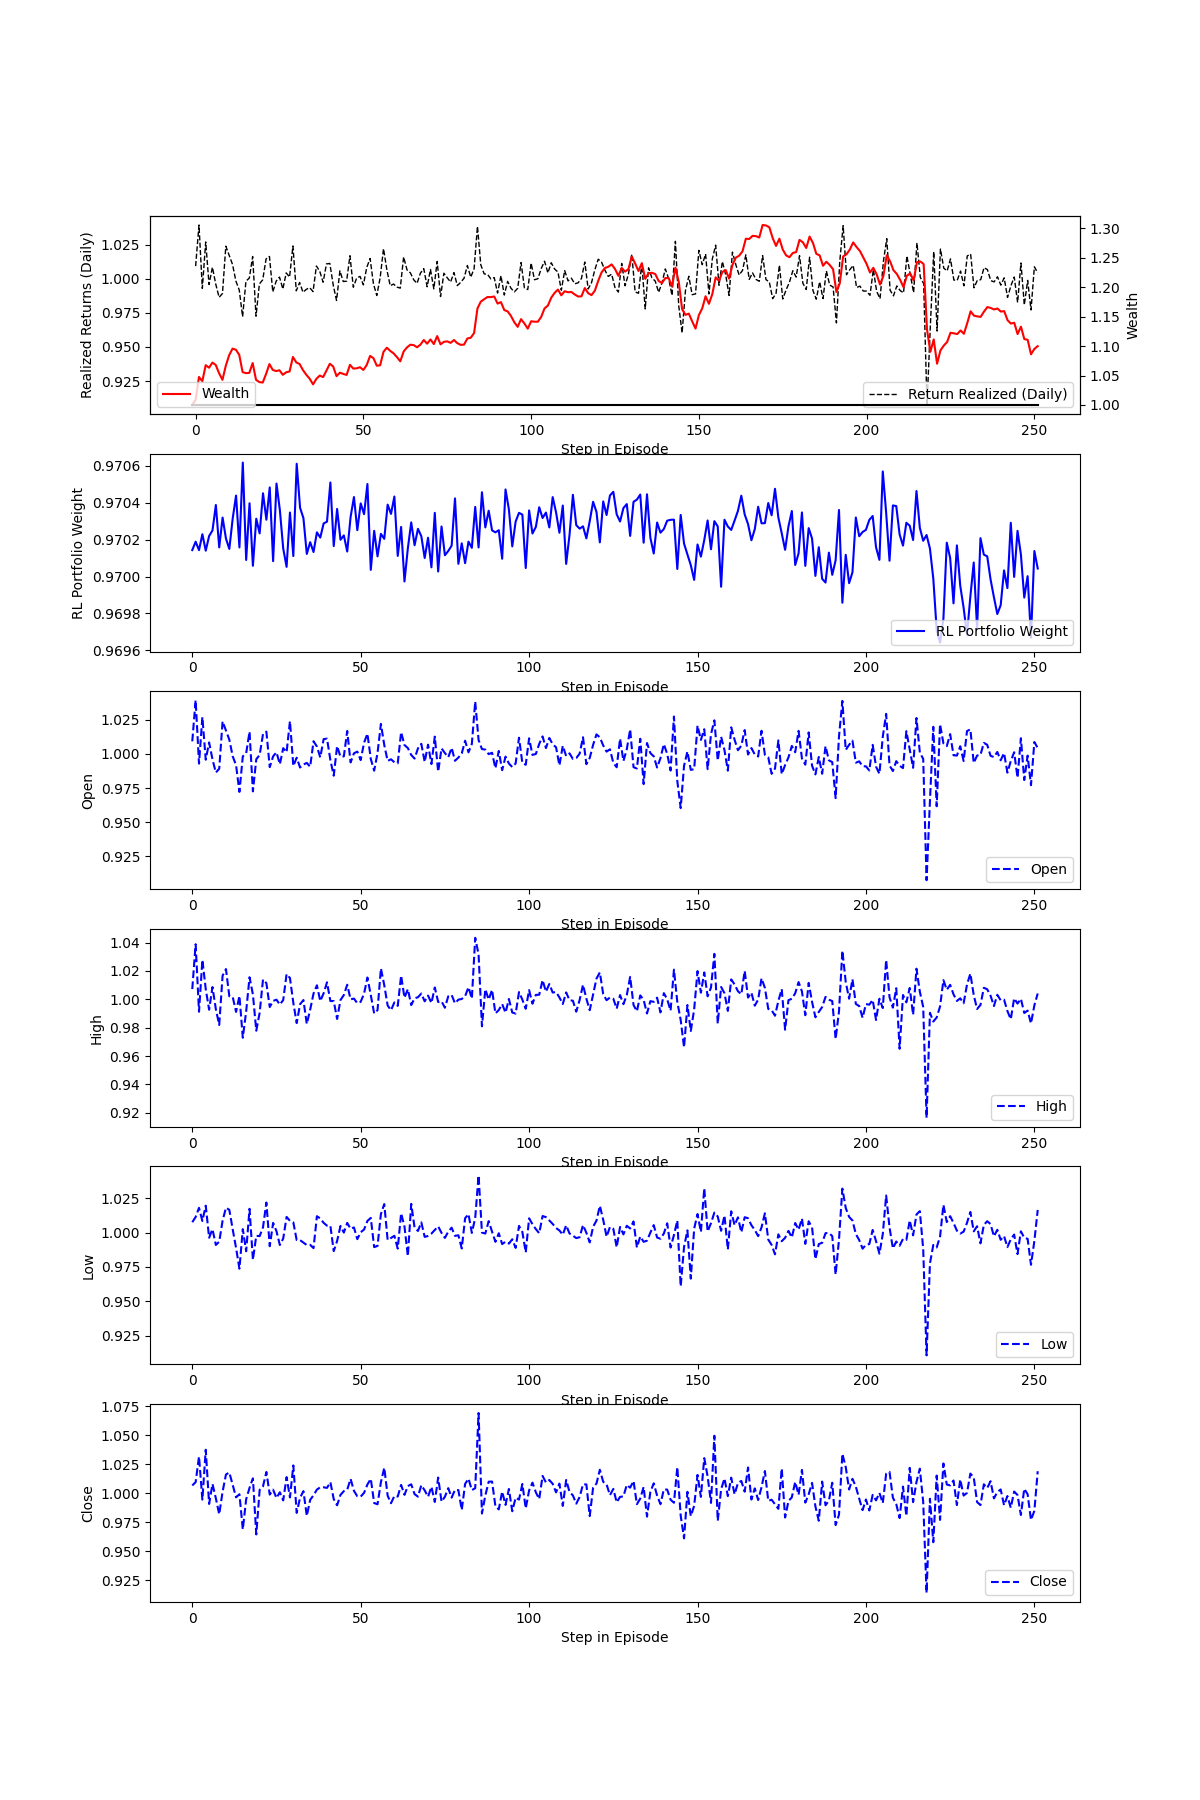 1.025
1.000
0.975
0.950
0.925
Realized Returns (Daily)
1.30
1.25
1.20
1.15
1.10
1.05
1.00
Wealth
Wealth
Return Realized (Daily)
0 50 100 150 200 250
Step in Episode
0.9706
0.9704
0.9702
0.9700
0.9698
0.9696
RL Portfolio Weight
RL Portfolio Weight
0 50 100 150 200 250
Step in Episode
1.025
1.000
0.975
0.950
0.925
Open
Open
0 50 100 150 200 250
Step in Episode
1.04
1.02
1.00
0.98
0.96
0.94
0.92
High
High
0 50 100 150 200 250
Step in Episode
1.025
1.000
0.975
0.950
0.925
Low
Low
0 50 100 150 200 250
Step in Episode
1.075
1.050
1.025
1.000
0.975
0.950
0.925
Close
Close
0 50 100 150 200 250
Step in Episode